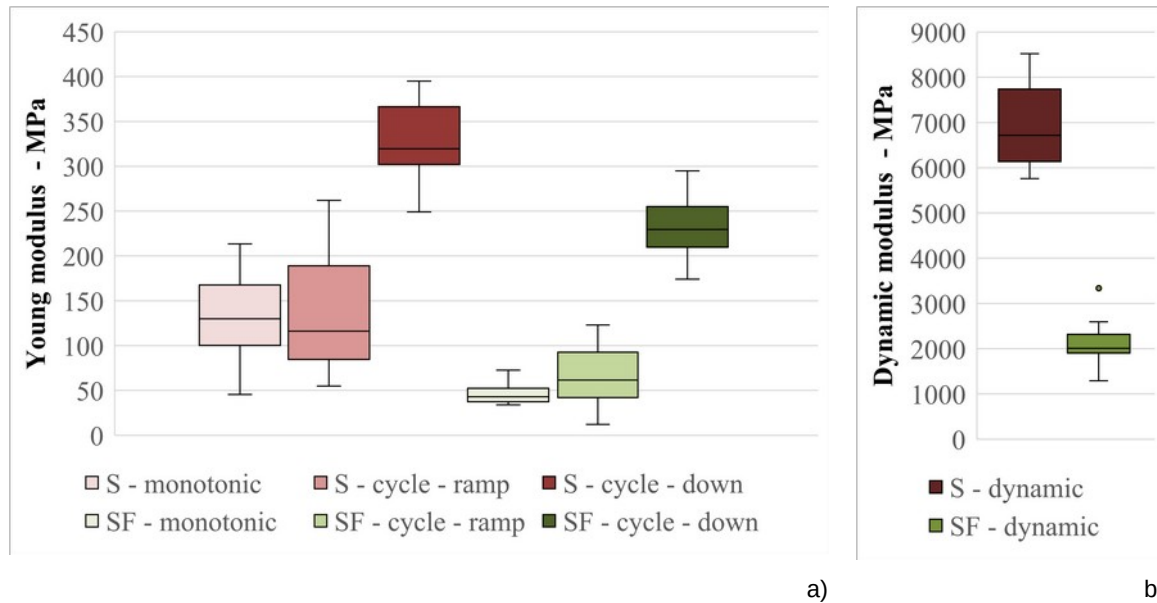 Young modulus - MPa
450
400
350
300
250
200
150
100
50
0
S - monotonic
S - cycle - ramp
S - cycle - down
SF - monotonic
SF - cycle - ramp
SF - cycle - down
a)
Dynamic modulus - MPa
9000
8000
7000
6000
5000
4000
3000
2000
1000
0
S - dynamic
SF - dynamic
b